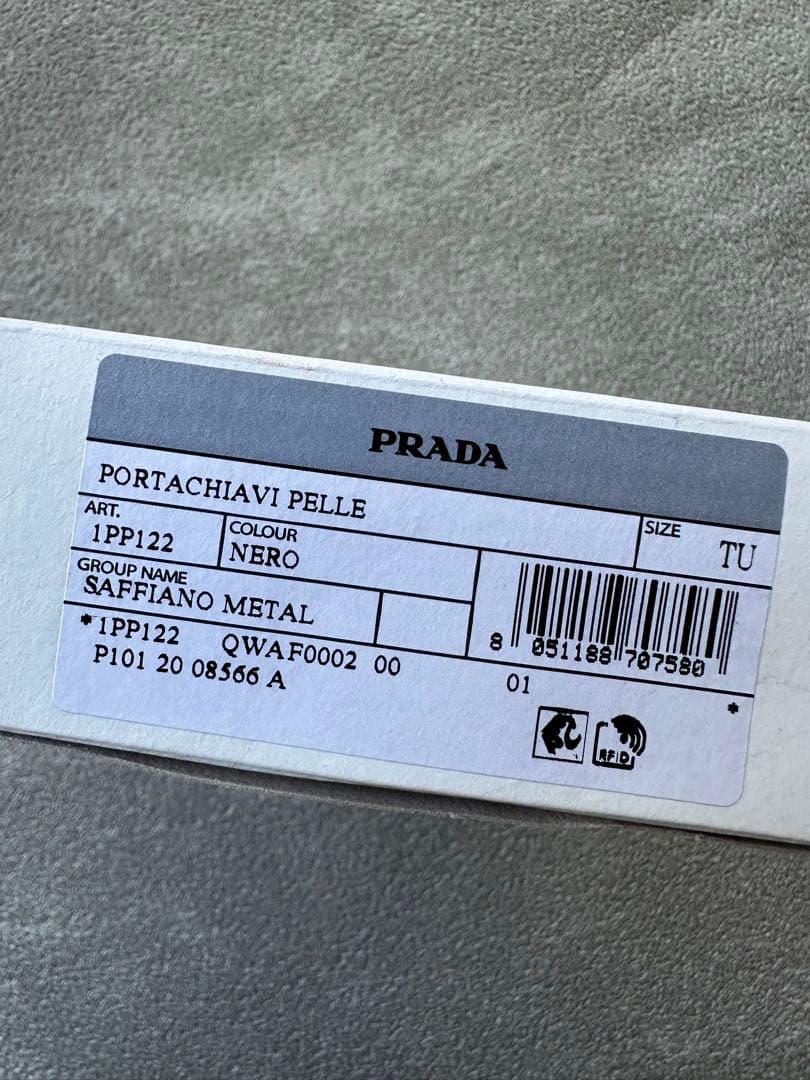 PRADA
PORTACHIAVI PELLE
SIZE TU
ART. 1PP122
COLOUR NERO
GROUP NAME
SAFFIANO METAL
8 051188 707580
*1PP122 QWAF0002 00 01
P101 20 08566 A *
RFID